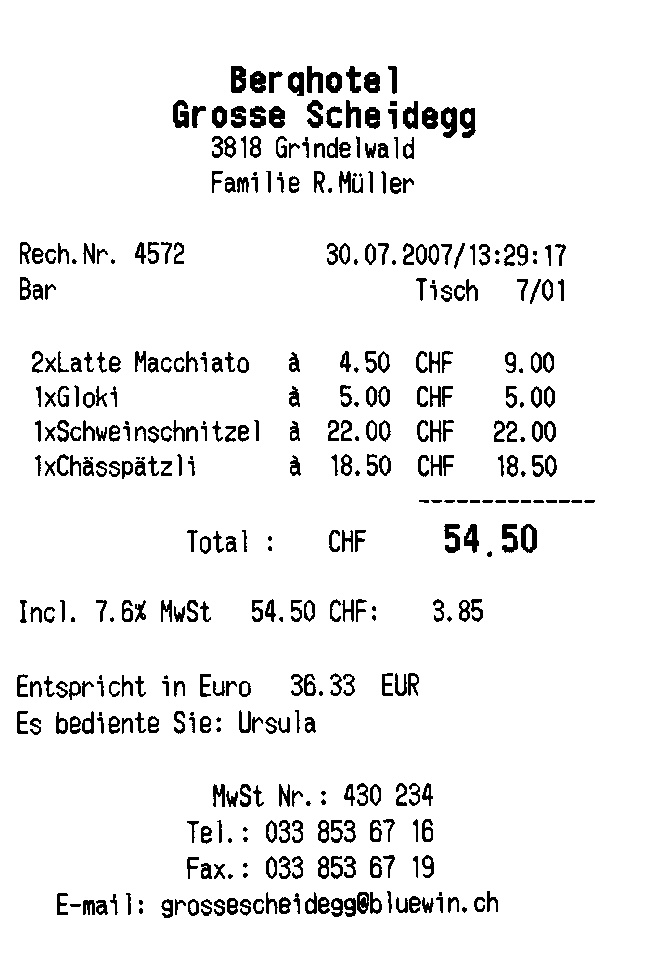 Berghotel
Grosse Scheidegg
3818 Grindelwald
Familie R.Müller
Rech.Nr. 4572 30.07.2007/13:29:17
Bar Tisch 7/01
2xLatte Macchiato à 4.50 CHF 9.00
1xGloki à 5.00 CHF 5.00
1xSchweinschnitzel à 22.00 CHF 22.00
1xChässpätzli à 18.50 CHF 18.50
--------------
Total : CHF 54.50
Incl. 7.6% MwSt 54.50 CHF: 3.85
Entspricht in Euro 36.33 EUR
Es bediente Sie: Ursula
MwSt Nr.: 430 234
Tel.: 033 853 67 16
Fax.: 033 853 67 19
E-mail: grossescheidegg@bluewin.ch